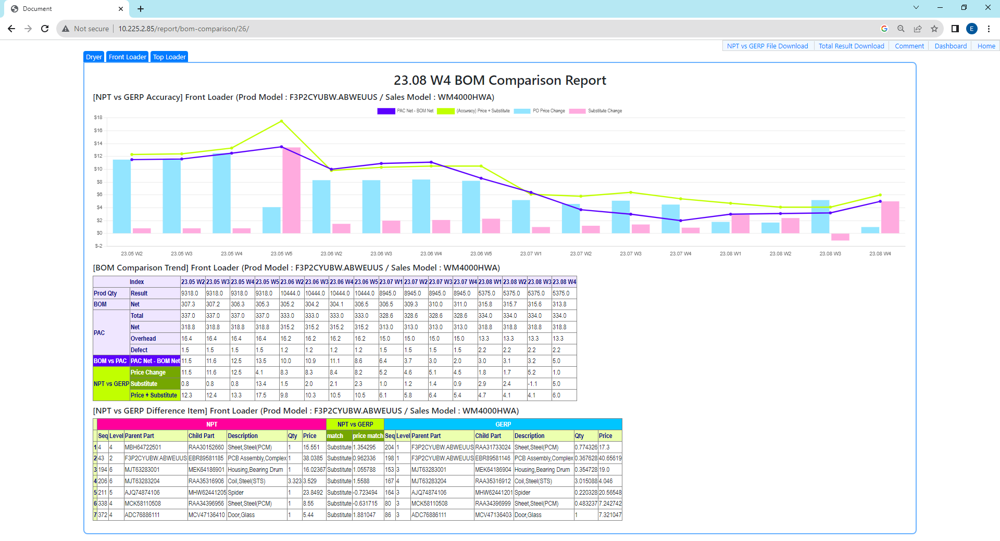 Document
Not secure 10.225.2.85/report/bom-comparison/26/
E
NPT vs GERP File Download Total Result Download Comment Dashboard Home
Dryer Front Loader Top Loader
23.08 W4 BOM Comparison Report
[NPT vs GERP Accuracy] Front Loader (Prod Model : F3P2CYUBW.ABWEUUS / Sales Model : WM4000HWA)
PAC Net - BOM Net (Accuracy) Price + Substitute PO Price Change Substitute Change
$18
$16
$14
$12
$10
$8
$6
$4
$2
$0
$-2
23.05 W2 23.05 W3 23.05 W4 23.05 W5 23.06 W2 23.06 W3 23.06 W4 23.06 W5 23.07 W1 23.07 W2 23.07 W3 23.07 W4 23.08 W1 23.08 W2 23.08 W3 23.08 W4
[BOM Comparison Trend] Front Loader (Prod Model : F3P2CYUBW.ABWEUUS / Sales Model : WM4000HWA)
Index 23.05 W2 23.05 W3 23.05 W4 23.05 W5 23.06 W2 23.06 W3 23.06 W4 23.06 W5 23.07 W1 23.07 W2 23.07 W3 23.07 W4 23.08 W1 23.08 W2 23.08 W3 23.08 W4
Prod Qty Result 9318.0 9318.0 9318.0 9318.0 10444.0 10444.0 10444.0 10444.0 8945.0 8945.0 8945.0 8945.0 5375.0 5375.0 5375.0 5375.0
BOM Net 307.3 307.2 306.3 305.3 305.2 304.2 304.1 306.5 306.5 309.3 310.0 311.0 315.8 315.7 315.6 313.8
PAC Total 337.0 337.0 337.0 337.0 333.0 333.0 333.0 333.0 328.6 328.6 328.6 328.6 334.0 334.0 334.0 334.0
Net 318.8 318.8 318.8 318.8 315.2 315.2 315.2 315.2 313.0 313.0 313.0 313.0 318.8 318.8 318.8 318.8
Overhead 16.4 16.4 16.4 16.4 16.2 16.2 16.2 16.2 15.0 15.0 15.0 15.0 13.3 13.3 13.3 13.3
Defect 1.5 1.5 1.5 1.5 1.2 1.2 1.2 1.2 1.5 1.5 1.5 1.5 2.2 2.2 2.2 2.2
BOM vs PAC PAC Net - BOM Net 11.5 11.6 12.5 13.5 10.0 10.9 11.1 8.6 6.4 3.7 3.0 2.0 3.0 3.1 3.2 5.0
NPT vs GERP Price Change 11.5 11.6 12.5 4.1 8.3 8.3 8.4 8.2 5.2 4.6 5.1 4.5 1.8 1.7 5.2 1.0
Substitute 0.8 0.8 0.8 13.4 1.5 2.0 2.1 2.3 1.0 1.2 1.4 0.9 2.9 2.4 -1.1 5.0
Price + Substitute 12.3 12.4 13.3 17.5 9.8 10.3 10.5 10.5 6.1 5.8 6.4 5.4 4.7 4.1 4.1 6.0
[NPT vs GERP Difference Item] Front Loader (Prod Model : F3P2CYUBW.ABWEUUS / Sales Model : WM4000HWA)
NPT NPT vs GERP GERP
Seq Level Parent Part Child Part Description Qty Price match price match Seq Level Parent Part Child Part Description Qty Price
1 4 4 MBH64722501 RAA30152660 Sheet,Steel(PCM) 1 15.551 Substitute 1.354295 204 1 F3P2CYUBW.ABWEUUS RAA31733024 Sheet,Steel(PCM) 0.774326 17.3
2 43 2 F3P2CYUBW.ABWEUUS EBR89581185 PCB Assembly,Complex 1 38.0385 Substitute 0.962336 198 1 F3P2CYUBW.ABWEUUS EBR89581146 PCB Assembly,Complex 0.367628 40.65619
3 194 6 MJT63283001 MEK64186901 Housing,Bearing Drum 1 16.02367 Substitute 1.055788 153 3 MJT63283001 MEK64186904 Housing,Bearing Drum 0.354728 19.0
4 206 6 MJT63283204 RAA35316906 Coil,Steel(STS) 3.323 3.529 Substitute 1.5588 167 4 MJT63283204 RAA35316912 Coil,Steel(STS) 3.015088 4.046
5 211 5 AJQ74874106 MHW62441205 Spider 1 23.8492 Substitute -0.723494 164 3 AJQ74874106 MHW62441201 Spider 0.220328 20.56548
6 338 4 MCK58110508 RAA34396956 Sheet,Steel(PCM) 1 8.55 Substitute -0.631715 80 3 MCK58110508 RAA34396999 Sheet,Steel(PCM) 0.483237 7.242742
7 372 4 ADC76886111 MCV47136410 Door,Glass 1 5.44 Substitute 1.881047 86 3 ADC76886111 MCV47136403 Door,Glass 1 7.321047